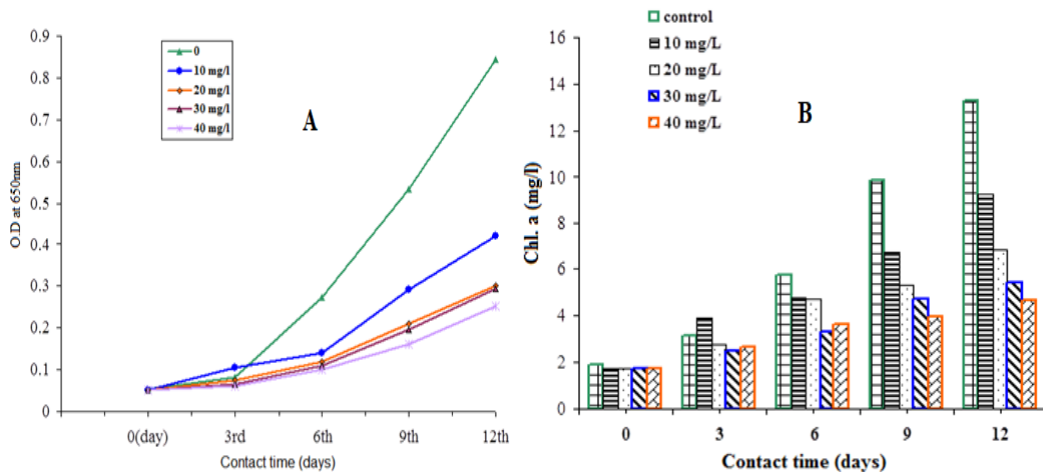 0.9
0.8
0.7
0.6
0.5
0.4
0.3
0.2
0.1
0
O.D at 650nm
0
10 mg/l
20 mg/l
30 mg/l
40 mg/l
A
0(day) 3rd 6th 9th 12th
Contact time (days)
control
10 mg/L
20 mg/L
30 mg/L
40 mg/L
B
16
14
12
10
8
6
4
2
0
Chl. a (mg/l)
0 3 6 9 12
Contact time (days)